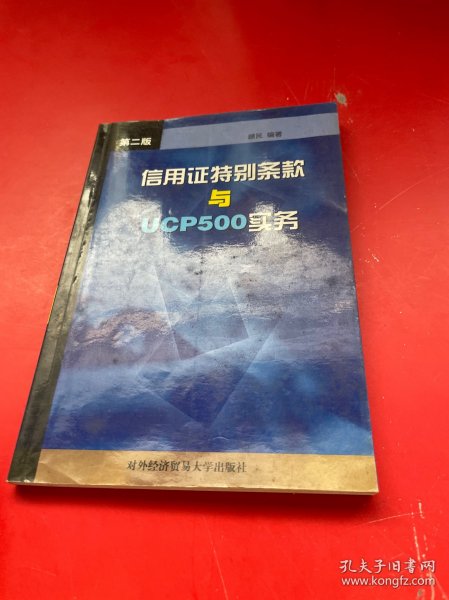 第二版
顾民 编著
信用证特别条款
与
UCP500实务
对外经济贸易大学出版社
孔夫子旧书网
www.kongfz.com